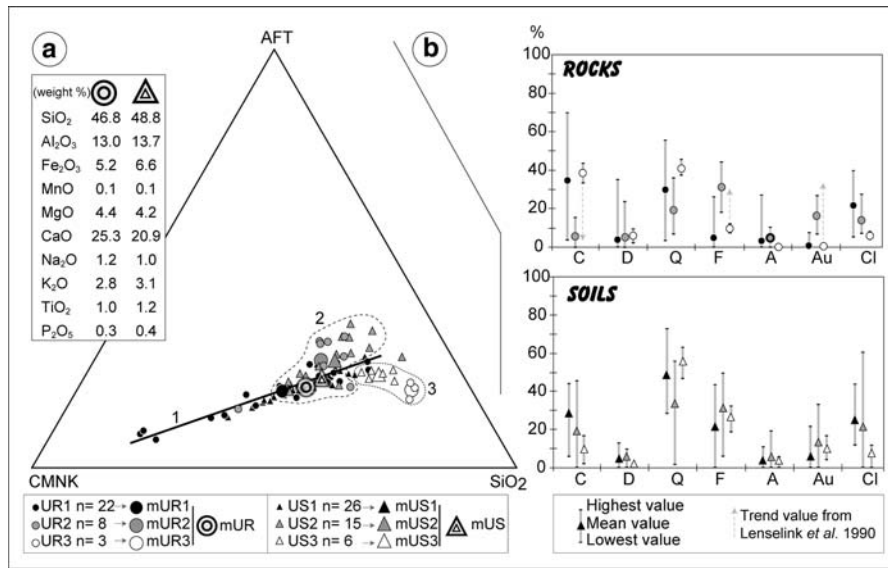 a
AFT
(weight %)
SiO₂ 46.8 48.8
Al₂O₃ 13.0 13.7
Fe₂O₃ 5.2 6.6
MnO 0.1 0.1
MgO 4.4 4.2
CaO 25.3 20.9
Na₂O 1.2 1.0
K₂O 2.8 3.1
TiO₂ 1.0 1.2
P₂O₅ 0.3 0.4
1
2
3
CMNK
SiO₂
UR1 n= 22 → mUR1
UR2 n= 8 → mUR2
UR3 n= 3 → mUR3
mUR
US1 n= 26 → mUS1
US2 n= 15 → mUS2
US3 n= 6 → mUS3
mUS
b
%
ROCKS
100
80
60
40
20
0
C D Q F A Au Cl
SOILS
100
80
60
40
20
0
C D Q F A Au Cl
Highest value
Mean value
Lowest value
Trend value from
Lenselink et al. 1990